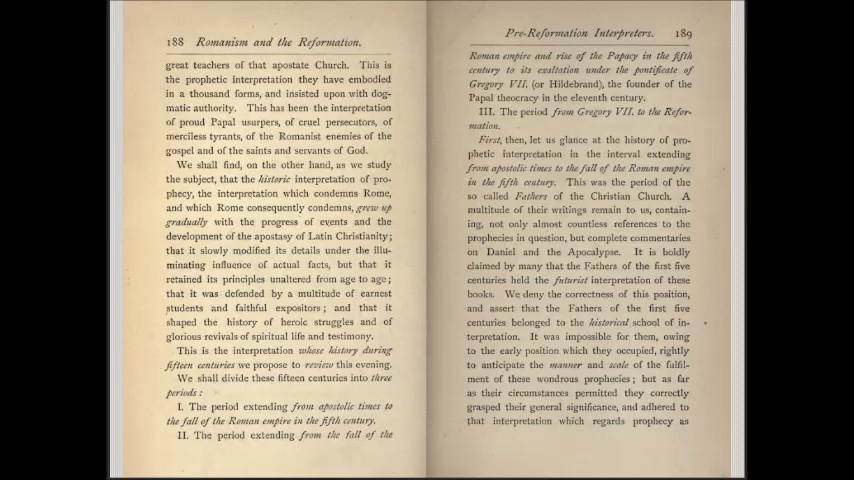 188 Romanism and the Reformation.
great teachers of that apostate Church. This is
the prophetic interpretation they have embodied
in a thousand forms, and insisted upon with dog-
matic authority. This has been the interpretation
of proud Papal usurpers, of cruel persecutors, of
merciless tyrants, of the Romanist enemies of the
gospel and of the saints and servants of God.
We shall find, on the other hand, as we study
the subject, that the historic interpretation of pro-
phecy, the interpretation which condemns Rome,
and which Rome consequently condemns, grew up
gradually with the progress of events and the
development of the apostasy of Latin Christianity;
that it slowly modified its details under the illu-
minating influence of actual facts, but that it
retained its principles unaltered from age to age;
that it was defended by a multitude of earnest
students and faithful expositors; and that it
shaped the history of heroic struggles and of
glorious revivals of spiritual life and testimony.
This is the interpretation whose history during
fifteen centuries we propose to review this evening.
We shall divide these fifteen centuries into three
periods:
I. The period extending from apostolic times to
the fall of the Roman empire in the fifth century.
II. The period extending from the fall of the
Pre-Reformation Interpreters. 189
Roman empire and rise of the Papacy in the fifth
century to its exaltation under the pontificate of
Gregory VII. (or Hildebrand), the founder of the
Papal theocracy in the eleventh century.
III. The period from Gregory VII. to the Refor-
mation.
First, then, let us glance at the history of pro-
phetic interpretation in the interval extending
from apostolic times to the fall of the Roman empire
in the fifth century. This was the period of the
so called Fathers of the Christian Church. A
multitude of their writings remain to us, contain-
ing, not only almost countless references to the
prophecies in question, but complete commentaries
on Daniel and the Apocalypse. It is boldly
claimed by many that the Fathers of the first five
centuries held the futurist interpretation of these
books. We deny the correctness of this position,
and assert that the Fathers of the first five
centuries belonged to the historical school of in-
terpretation. It was impossible for them, owing
to the early position which they occupied, rightly
to anticipate the manner and scale of the fulfil-
ment of these wondrous prophecies; but as far
as their circumstances permitted they correctly
grasped their general significance, and adhered to
that interpretation which regards prophecy as